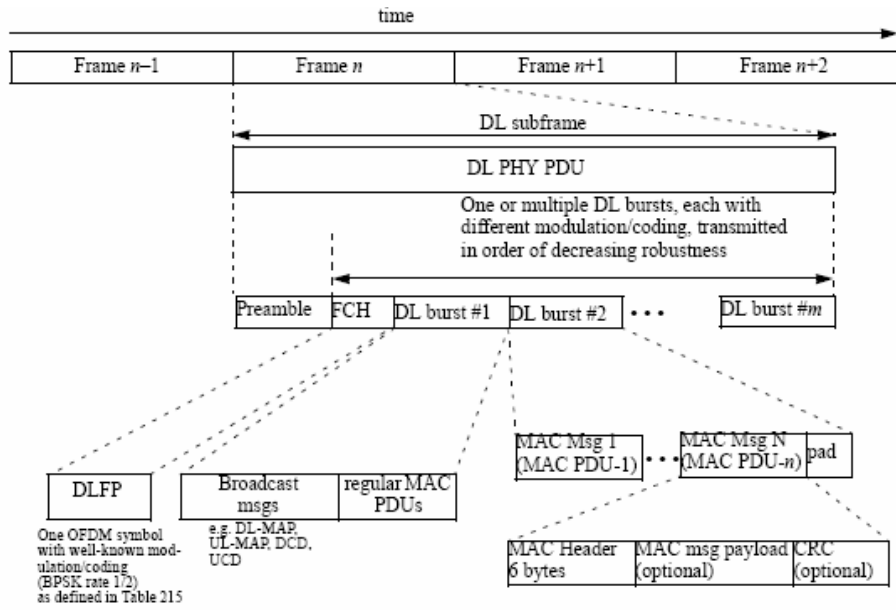 time
Frame n–1
Frame n
Frame n+1
Frame n+2
DL subframe
DL PHY PDU
One or multiple DL bursts, each with
different modulation/coding, transmitted
in order of decreasing robustness
Preamble
FCH
DL burst #1
DL burst #2
• • •
DL burst #m
MAC Msg 1
(MAC PDU-1)
• • •
MAC Msg N
(MAC PDU-n)
pad
DLFP
Broadcast
msgs
regular MAC
PDUs
One OFDM symbol
with well-known mod-
ulation/coding
(BPSK rate 1/2)
as defined in Table 215
e.g. DL-MAP,
UL-MAP, DCD,
UCD
MAC Header
6 bytes
MAC msg payload
(optional)
CRC
(optional)